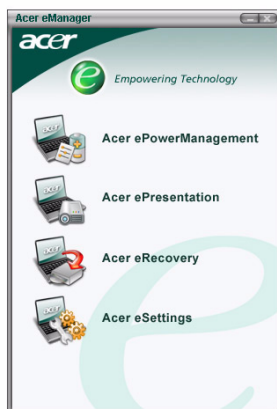 Acer eManager
acer
e Empowering Technology
Acer ePowerManagement
Acer ePresentation
Acer eRecovery
Acer eSettings